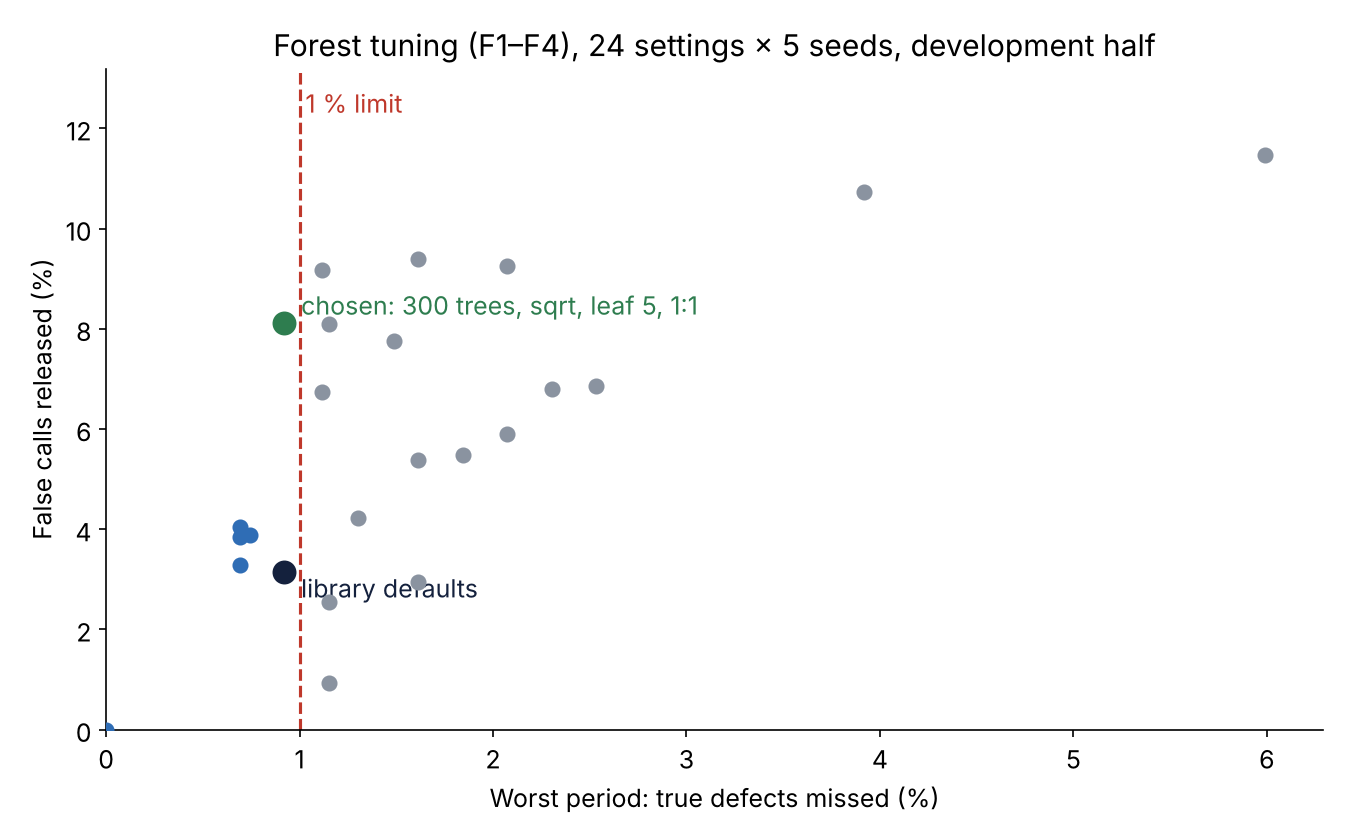 Forest tuning (F1–F4), 24 settings × 5 seeds, development half
1 % limit
12
10
8
6
4
2
0
False calls released (%)
chosen: 300 trees, sqrt, leaf 5, 1:1
library defaults
0 1 2 3 4 5 6
Worst period: true defects missed (%)